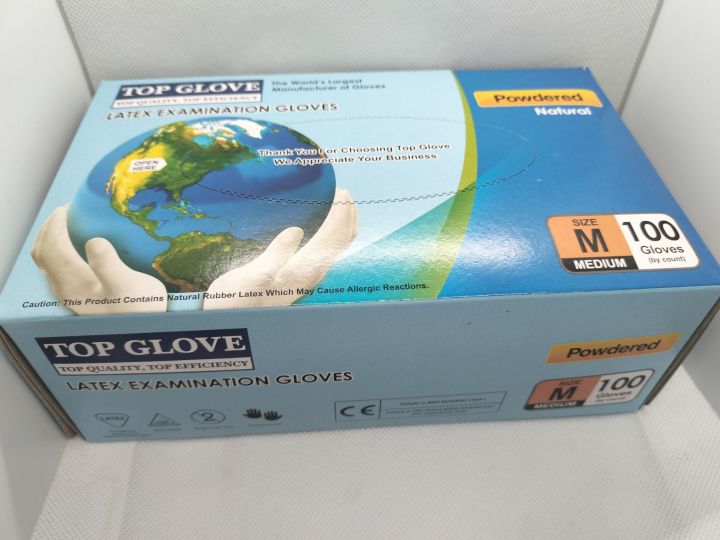 TOP GLOVE
TOP QUALITY, TOP EFFICIENCY
The World's Largest
Manufacturer of Gloves
LATEX EXAMINATION GLOVES
Powdered
Natural
Thank You For Choosing Top Glove
We Appreciate Your Business
OPEN
HERE
SIZE
M
MEDIUM
100
Gloves
(by count)
Caution: This Product Contains Natural Rubber Latex Which May Cause Allergic Reactions.
TOP GLOVE
TOP QUALITY, TOP EFFICIENCY
LATEX EXAMINATION GLOVES
Powdered
SIZE
M
MEDIUM
100
Gloves
(by count)
LATEX
2
CE